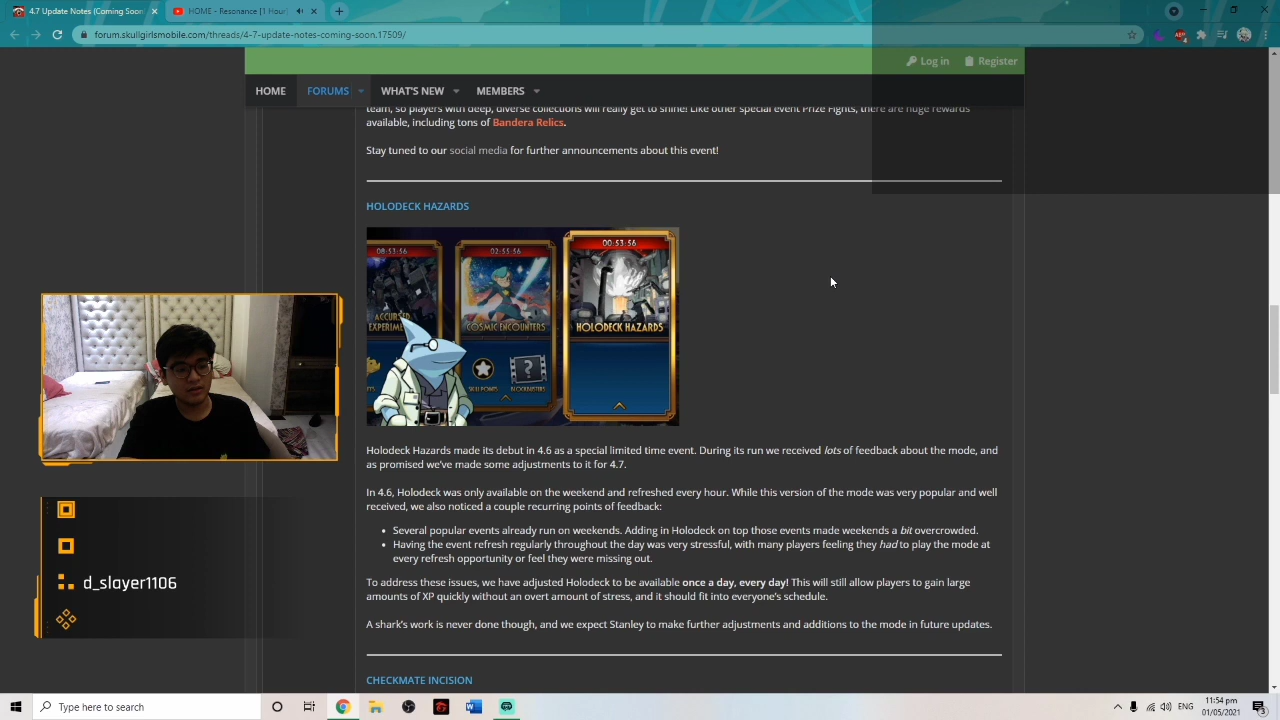 4.7 Update Notes (Coming Soon
HOME - Resonance [1 Hour
forum.skullgirlsmobile.com/threads/4-7-update-notes-coming-soon.17509/
Log in Register
HOME FORUMS WHAT'S NEW MEMBERS
team, so players with deep, diverse collections will really get to shine! Like other special event Prize Fights, there are huge rewards
available, including tons of Bandera Relics.
Stay tuned to our social media for further announcements about this event!
HOLODECK HAZARDS
08:53:56 02:55:56 00:53:56
ACCURSED
EXPERIME COSMIC ENCOUNTERS HOLODECK HAZARDS
SKILL POINTS BLOCKBUSTERS
Holodeck Hazards made its debut in 4.6 as a special limited time event. During its run we received lots of feedback about the mode, and
as promised we've made some adjustments to it for 4.7.
In 4.6, Holodeck was only available on the weekend and refreshed every hour. While this version of the mode was very popular and well
received, we also noticed a couple recurring points of feedback:
• Several popular events already run on weekends. Adding in Holodeck on top those events made weekends a bit overcrowded.
• Having the event refresh regularly throughout the day was very stressful, with many players feeling they had to play the mode at
every refresh opportunity or feel they were missing out.
To address these issues, we have adjusted Holodeck to be available once a day, every day! This will still allow players to gain large
amounts of XP quickly without an overt amount of stress, and it should fit into everyone's schedule.
A shark's work is never done though, and we expect Stanley to make further adjustments and additions to the mode in future updates.
CHECKMATE INCISION
d_slayer1106
Type here to search
ENG
11:54 pm
01/05/2021
3